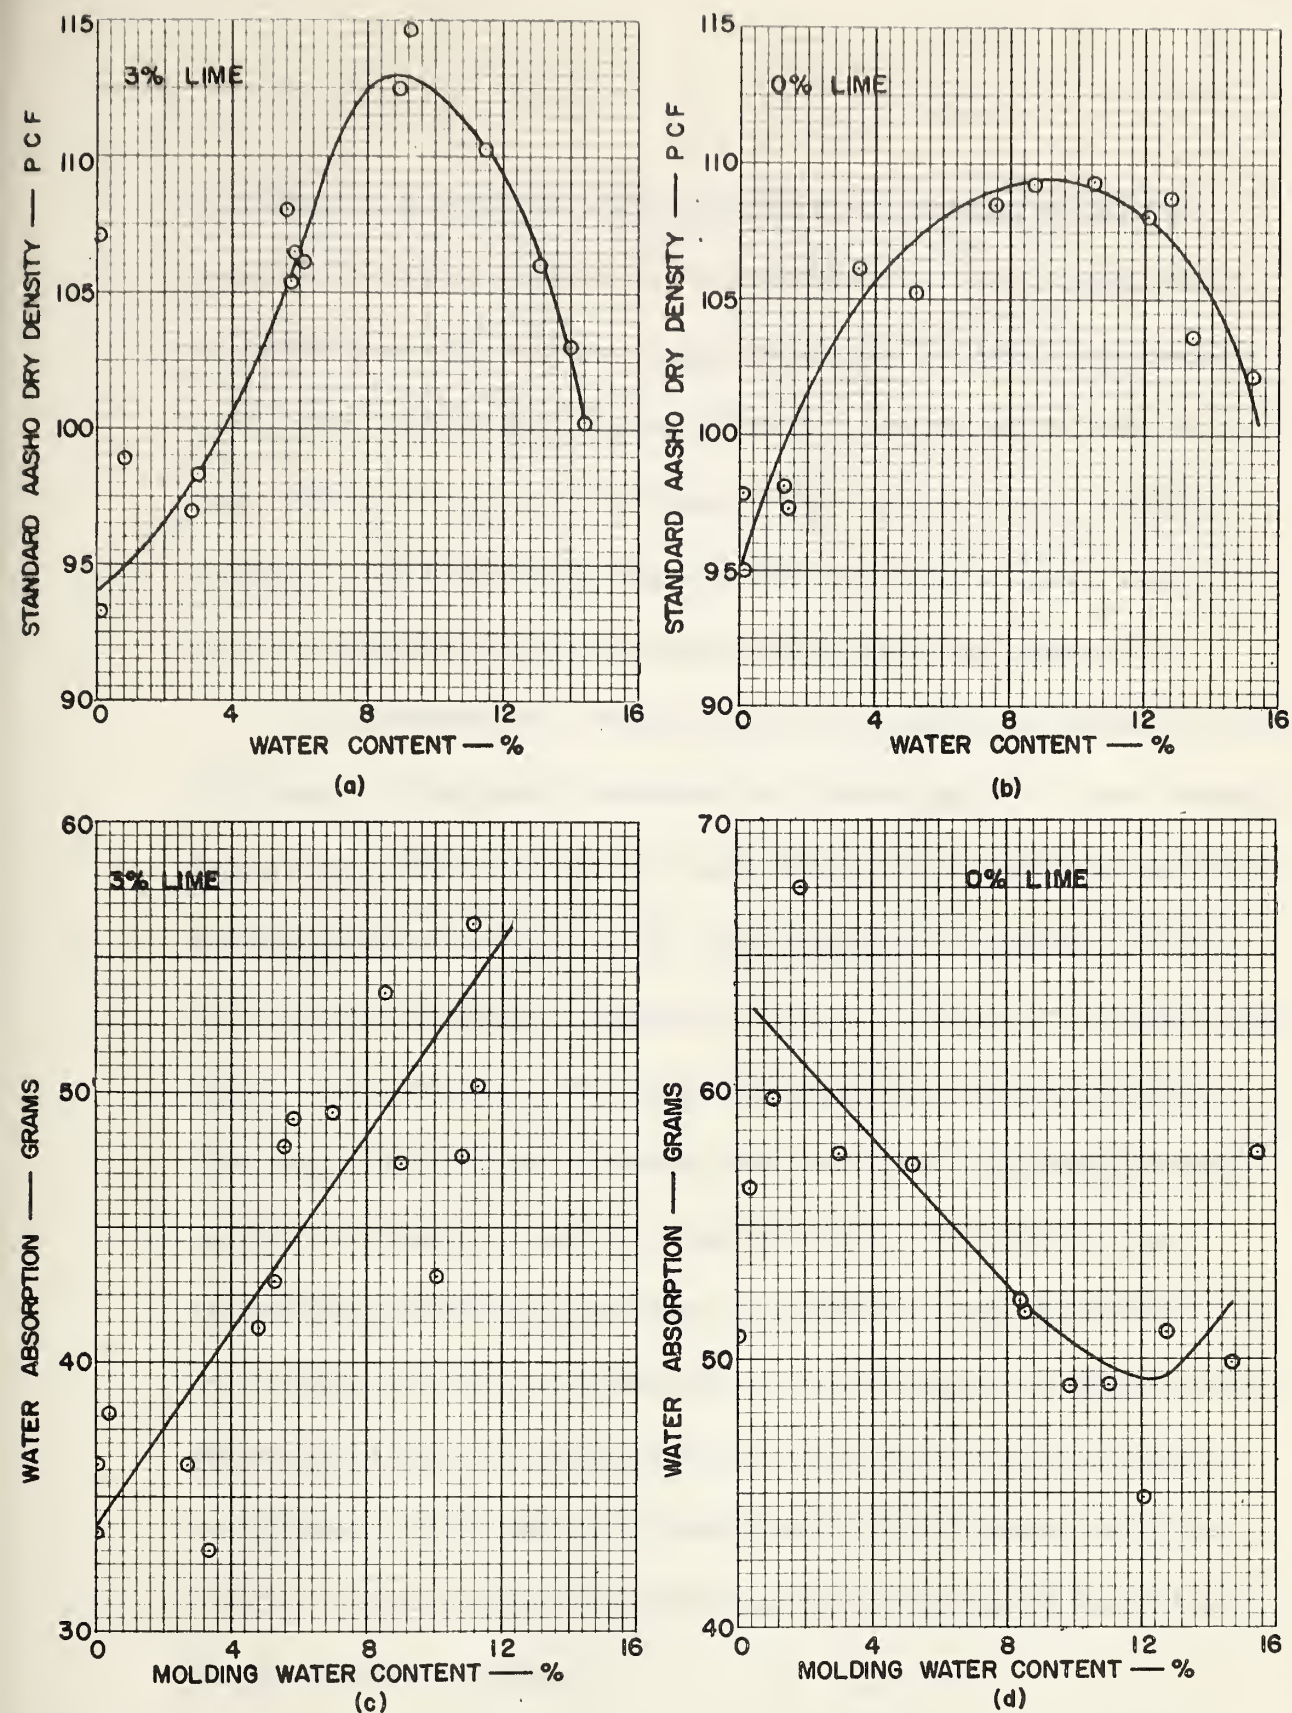 STANDARD AASHO DRY DENSITY — PCF
115
110
105
100
95
90
3% LIME
0 4 8 12 16
WATER CONTENT — %
(a)
STANDARD AASHO DRY DENSITY — PCF
115
110
105
100
95
90
0% LIME
0 4 8 12 16
WATER CONTENT — %
(b)
WATER ABSORPTION — GRAMS
60
50
40
30
3% LIME
0 4 8 12 16
MOLDING WATER CONTENT — %
(c)
WATER ABSORPTION — GRAMS
70
60
50
40
0% LIME
0 4 8 12 16
MOLDING WATER CONTENT — %
(d)